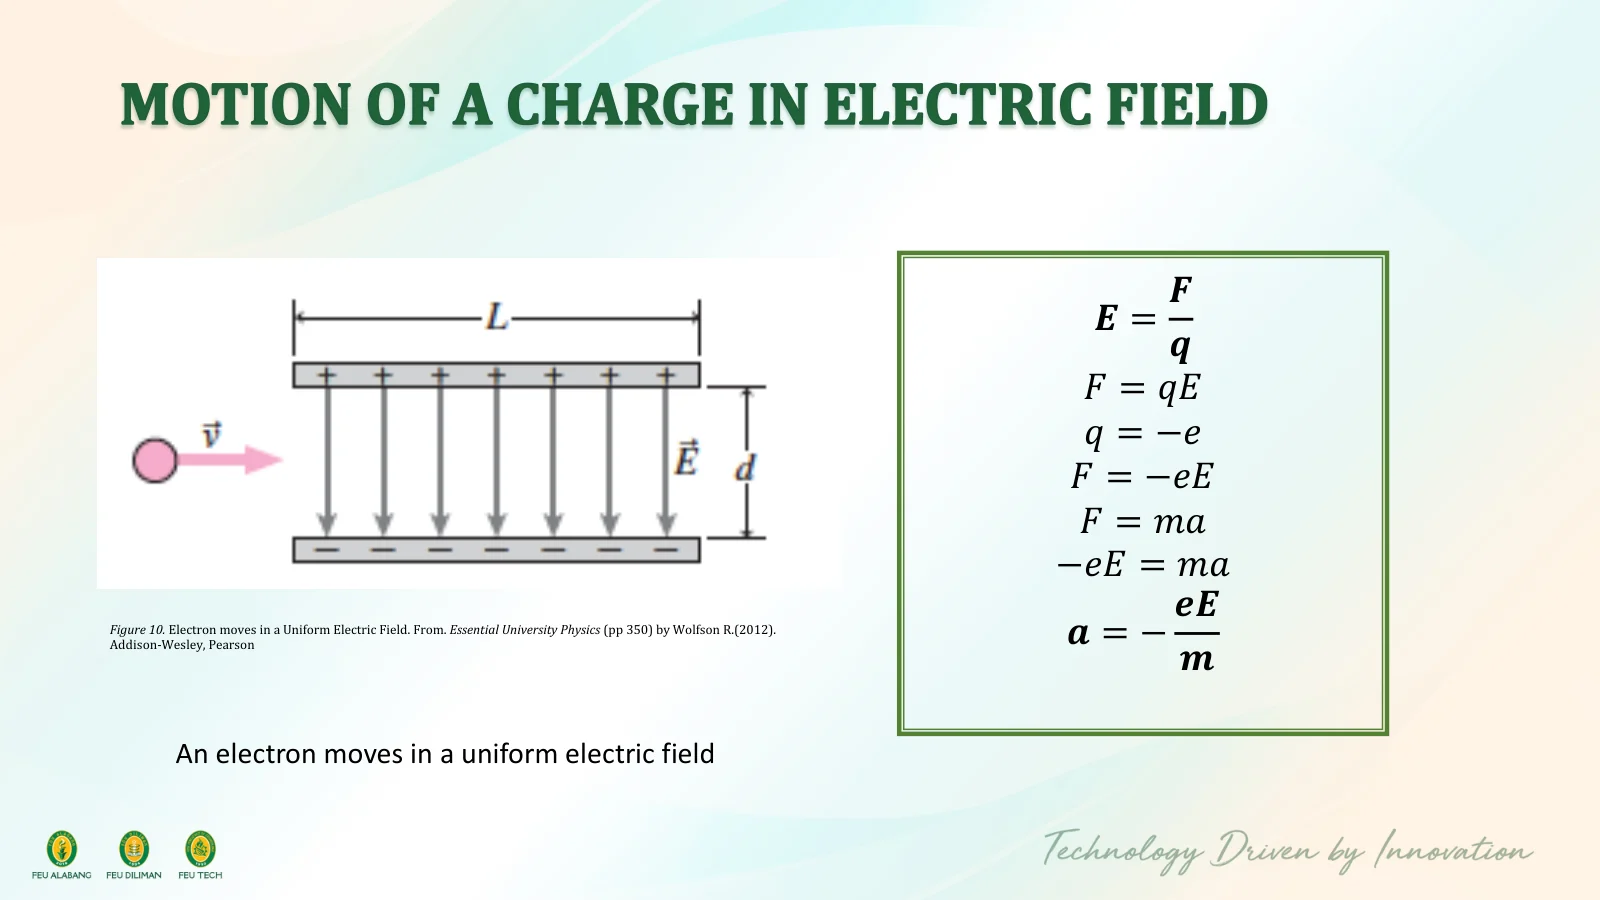 MOTION OF A CHARGE IN ELECTRIC FIELD
L
+ + + + + + +
v⃗
E⃗
d
− − − − − − −
Figure 10. Electron moves in a Uniform Electric Field. From. Essential University Physics (pp 350) by Wolfson R.(2012).
Addison-Wesley, Pearson
An electron moves in a uniform electric field
E = F/q
F = qE
q = −e
F = −eE
F = ma
−eE = ma
a = − eE/m
FEU ALABANG
FEU DILIMAN
FEU TECH
Technology Driven by Innovation